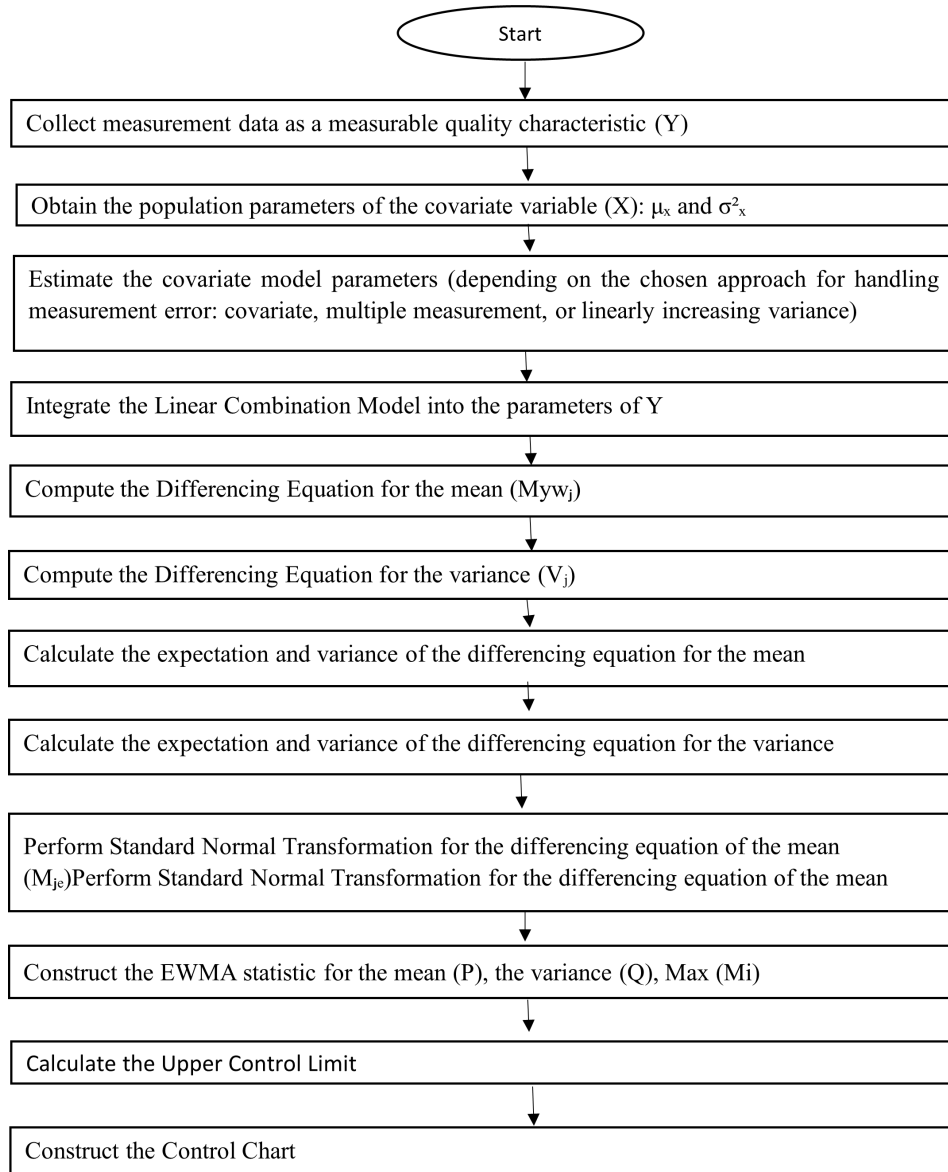 Start
Collect measurement data as a measurable quality characteristic (Y)
Obtain the population parameters of the covariate variable (X): μₓ and σ²ₓ
Estimate the covariate model parameters (depending on the chosen approach for handling
measurement error: covariate, multiple measurement, or linearly increasing variance)
Integrate the Linear Combination Model into the parameters of Y
Compute the Differencing Equation for the mean (Mywⱼ)
Compute the Differencing Equation for the variance (Vⱼ)
Calculate the expectation and variance of the differencing equation for the mean
Calculate the expectation and variance of the differencing equation for the variance
Perform Standard Normal Transformation for the differencing equation of the mean
(Mⱼₑ)Perform Standard Normal Transformation for the differencing equation of the mean
Construct the EWMA statistic for the mean (P), the variance (Q), Max (Mi)
Calculate the Upper Control Limit
Construct the Control Chart